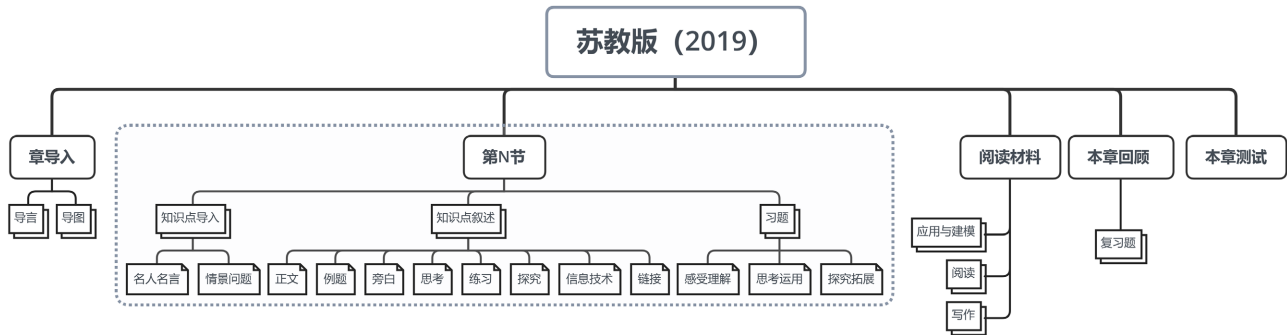 苏教版（2019）
章导入
第N节
阅读材料
本章回顾
本章测试
导言
导图
知识点导入
知识点叙述
习题
应用与建模
复习题
名人名言
情景问题
正文
例题
旁白
思考
练习
探究
信息技术
链接
感受理解
思考运用
探究拓展
阅读
写作